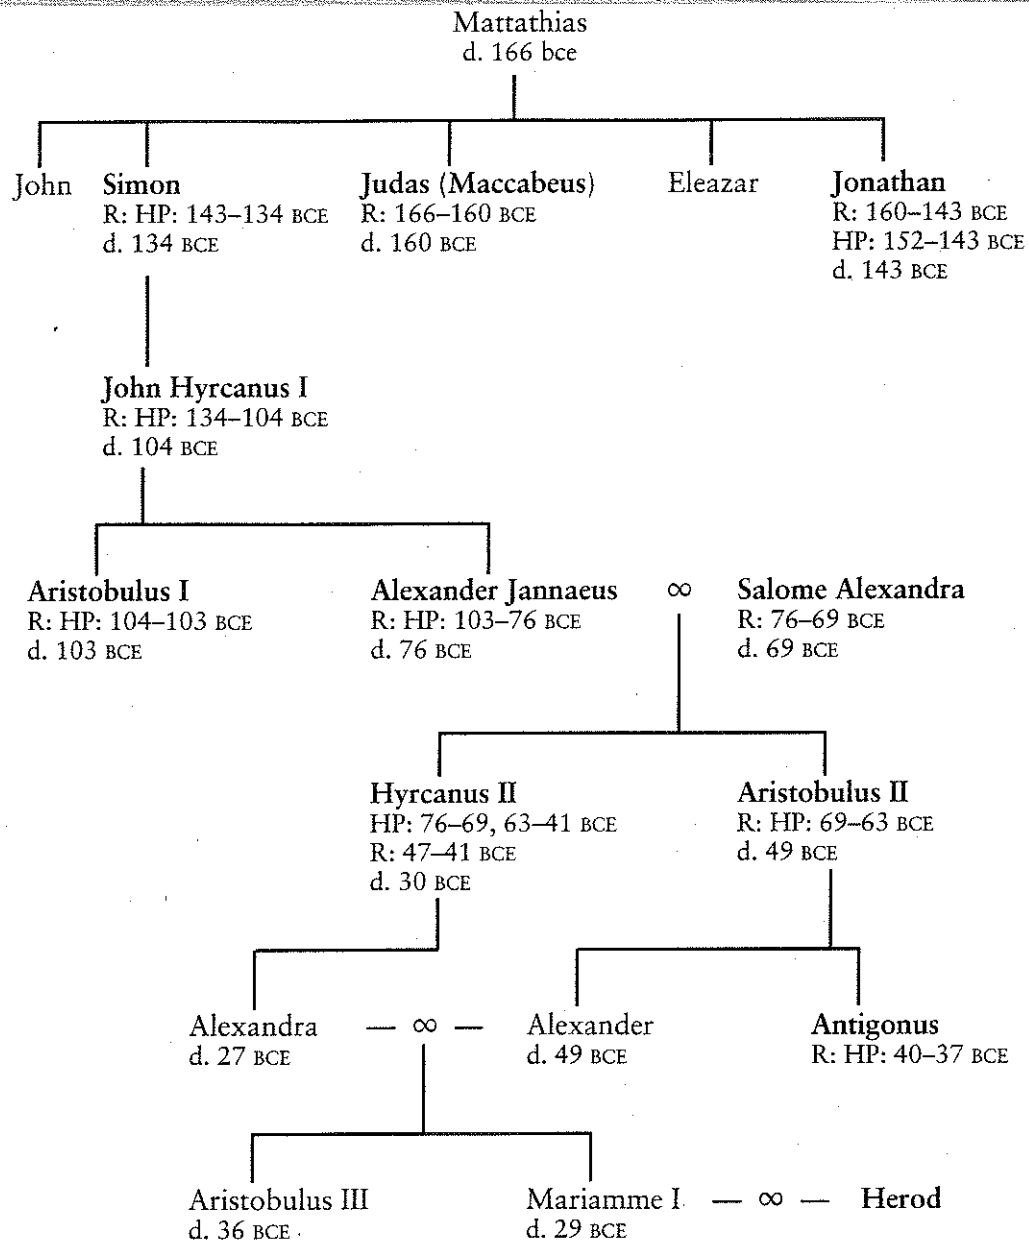 Mattathias
d. 166 bce
John
Simon
R: HP: 143–134 BCE
d. 134 BCE
Judas (Maccabeus)
R: 166–160 BCE
d. 160 BCE
Eleazar
Jonathan
R: 160–143 BCE
HP: 152–143 BCE
d. 143 BCE
John Hyrcanus I
R: HP: 134–104 BCE
d. 104 BCE
Aristobulus I
R: HP: 104–103 BCE
d. 103 BCE
Alexander Jannaeus
R: HP: 103–76 BCE
d. 76 BCE
∞
Salome Alexandra
R: 76–69 BCE
d. 69 BCE
Hyrcanus II
HP: 76–69, 63–41 BCE
R: 47–41 BCE
d. 30 BCE
Aristobulus II
R: HP: 69–63 BCE
d. 49 BCE
Alexandra
d. 27 BCE
— ∞ —
Alexander
d. 49 BCE
Antigonus
R: HP: 40–37 BCE
Aristobulus III
d. 36 BCE
Mariamme I
d. 29 BCE
— ∞ —
Herod